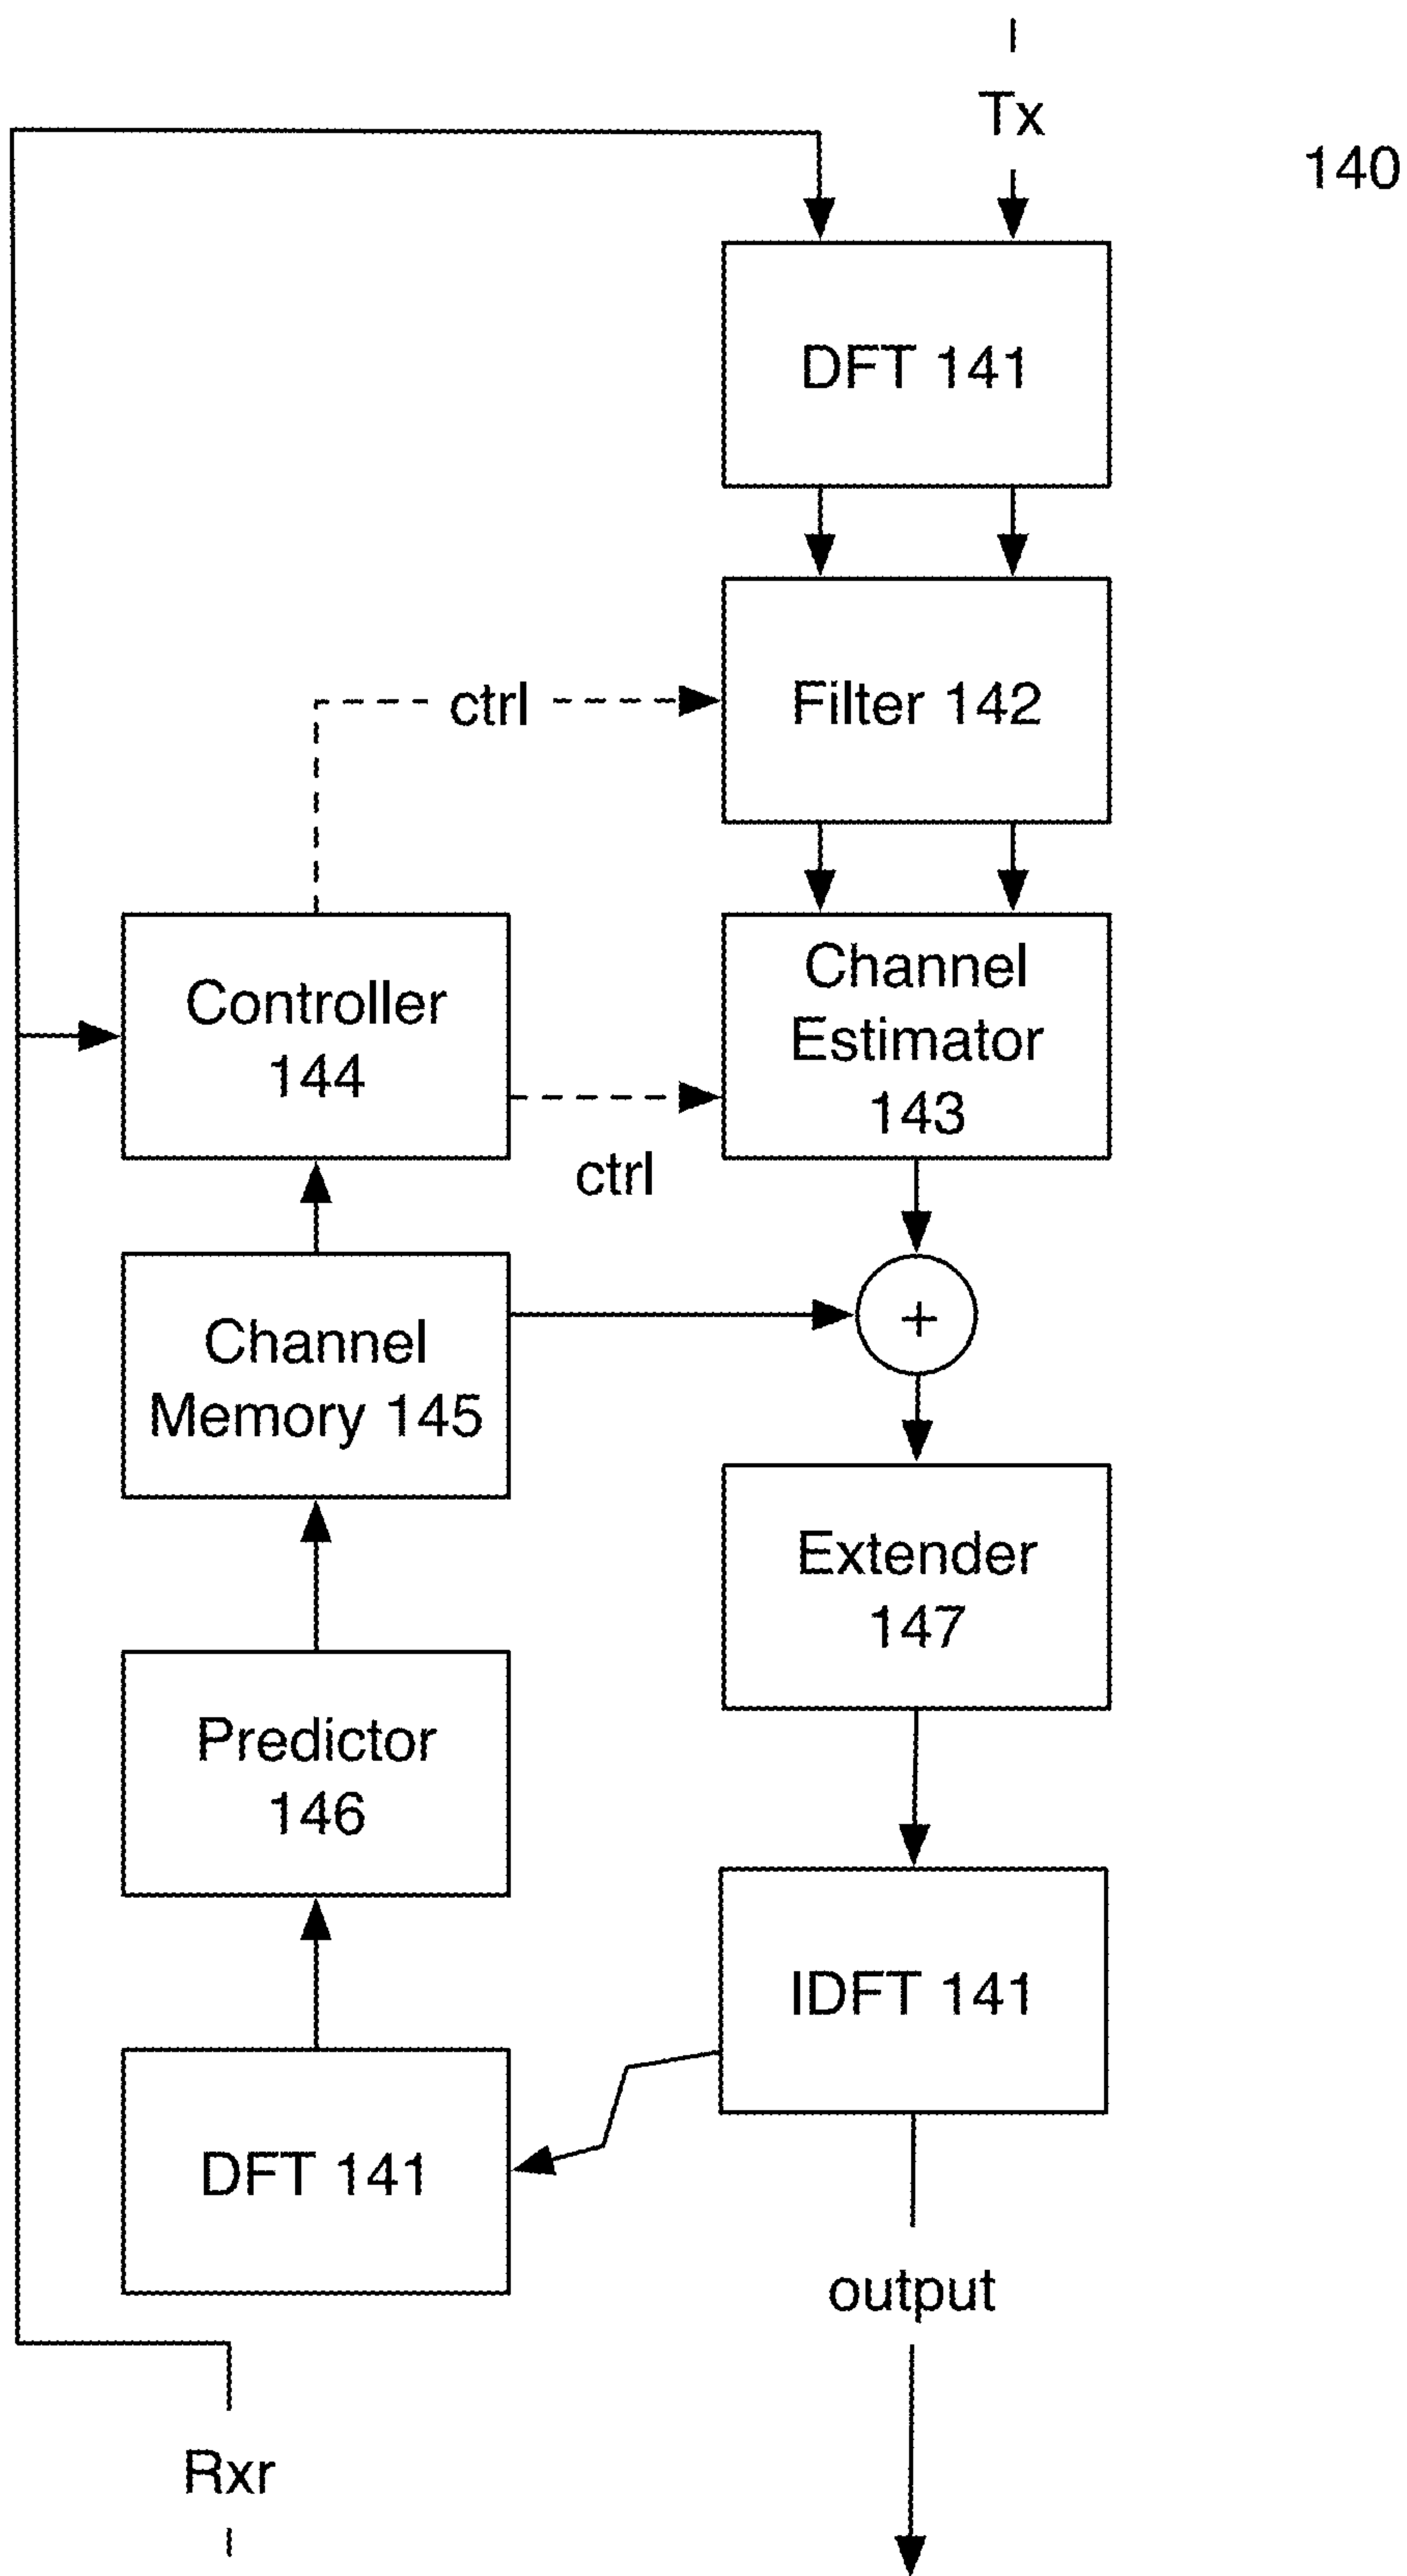 Tx
140
DFT 141
ctrl
Filter 142
Controller
144
Channel
Estimator
143
ctrl
Channel
Memory 145
+
Extender
147
Predictor
146
IDFT 141
DFT 141
output
Rxr